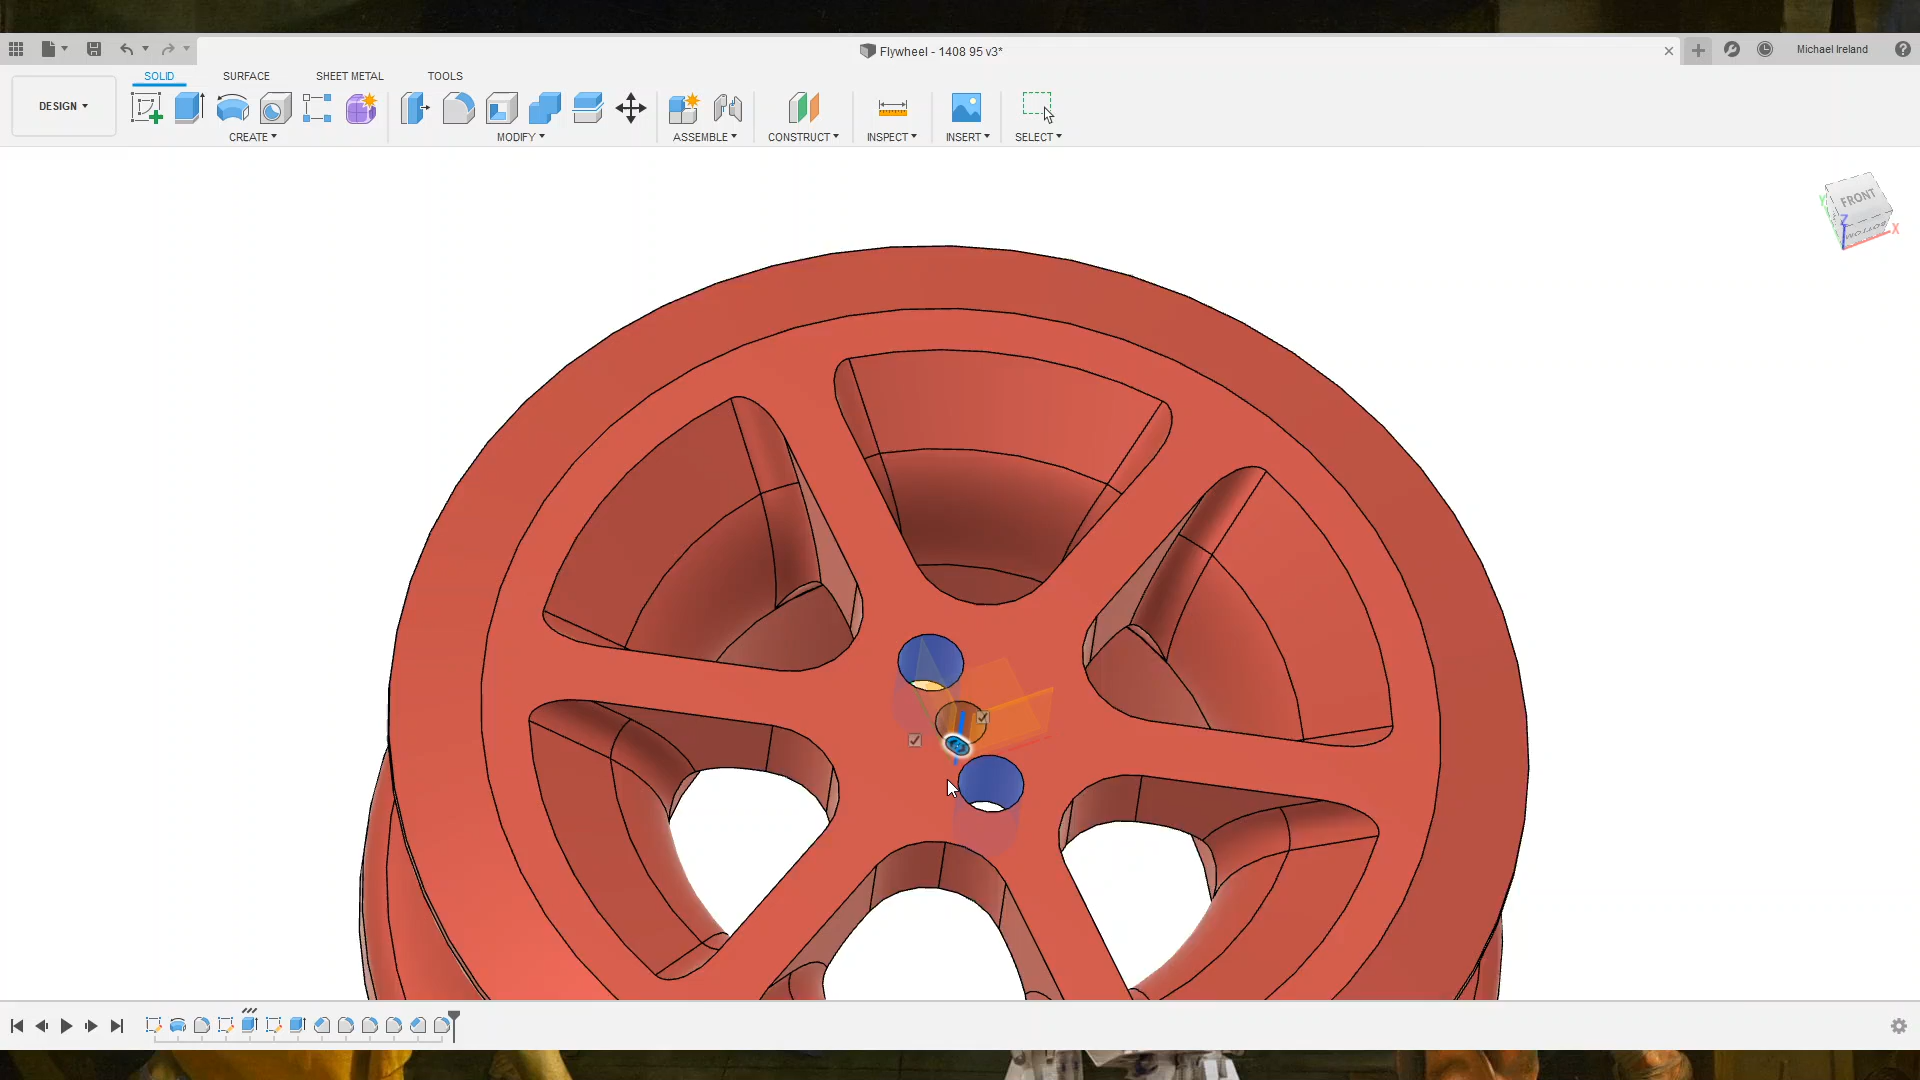 Flywheel - 1408 95 v3*
Michael Ireland
SOLID
SURFACE
SHEET METAL
TOOLS
DESIGN
CREATE
MODIFY
ASSEMBLE
CONSTRUCT
INSPECT
INSERT
SELECT
FRONT
BOTTOM
Y
Z
X